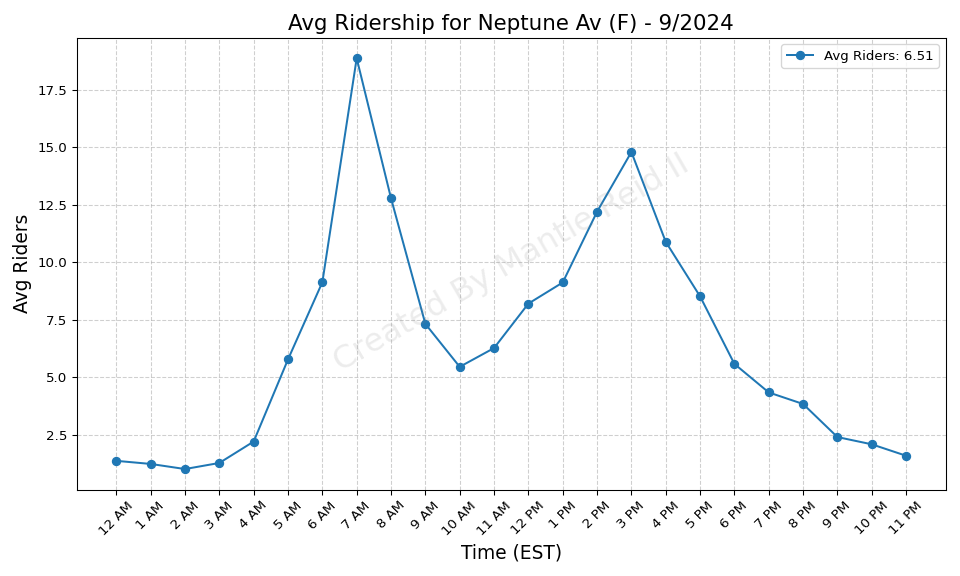 Avg Ridership for Neptune Av (F) - 9/2024
Avg Riders: 6.51
Avg Riders
17.5
15.0
12.5
10.0
7.5
5.0
2.5
Created By Mantle Reid II
12 AM 1 AM 2 AM 3 AM 4 AM 5 AM 6 AM 7 AM 8 AM 9 AM 10 AM 11 AM 12 PM 1 PM 2 PM 3 PM 4 PM 5 PM 6 PM 7 PM 8 PM 9 PM 10 PM 11 PM
Time (EST)